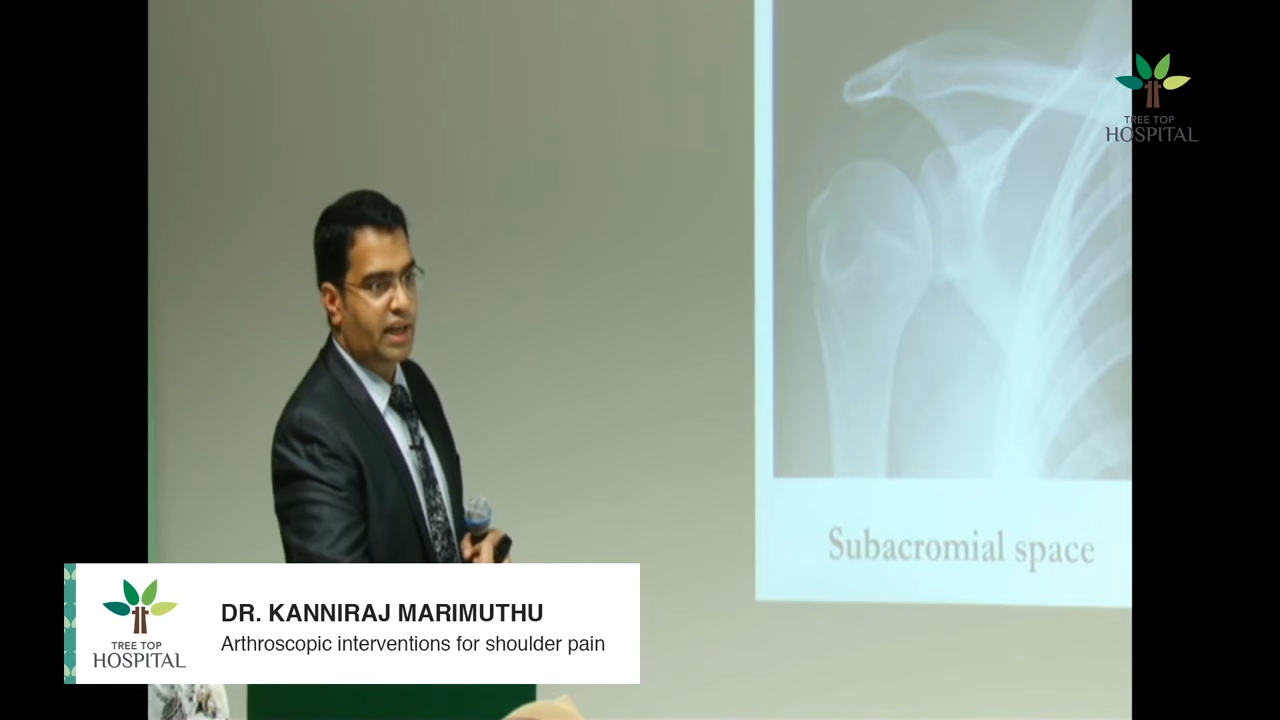 TREE TOP
HOSPITAL
Subacromial space
DR. KANNIRAJ MARIMUTHU
Arthroscopic interventions for shoulder pain
TREE TOP
HOSPITAL